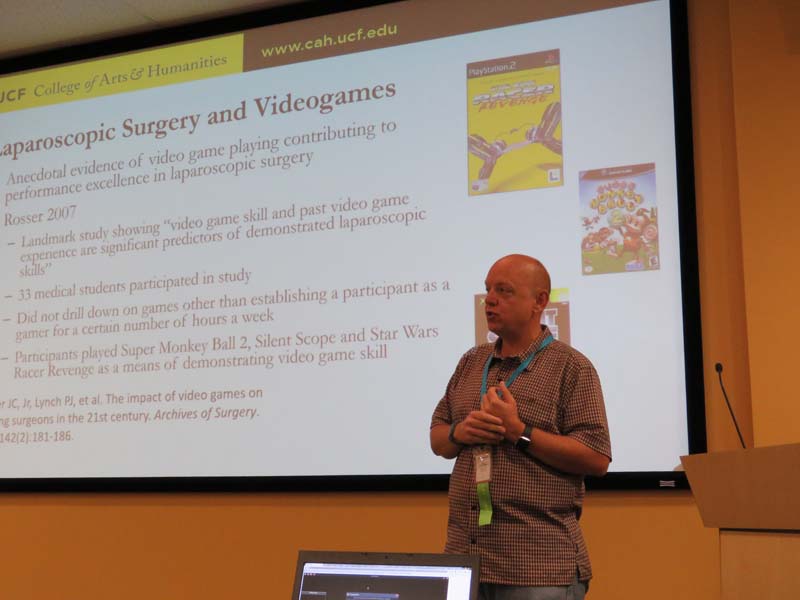 UCF College of Arts & Humanities
www.cah.ucf.edu
Laparoscopic Surgery and Videogames
Anecdotal evidence of video game playing contributing to
performance excellence in laparoscopic surgery
Rosser 2007
– Landmark study showing “video game skill and past video game
experience are significant predictors of demonstrated laparoscopic
skills”
– 33 medical students participated in study
– Did not drill down on games other than establishing a participant as a
gamer for a certain number of hours a week
– Participants played Super Monkey Ball 2, Silent Scope and Star Wars
Racer Revenge as a means of demonstrating video game skill
er JC, Jr, Lynch PJ, et al. The impact of video games on
ng surgeons in the 21st century. Archives of Surgery.
142(2):181-186.
PlayStation 2
RACER
REVENGE